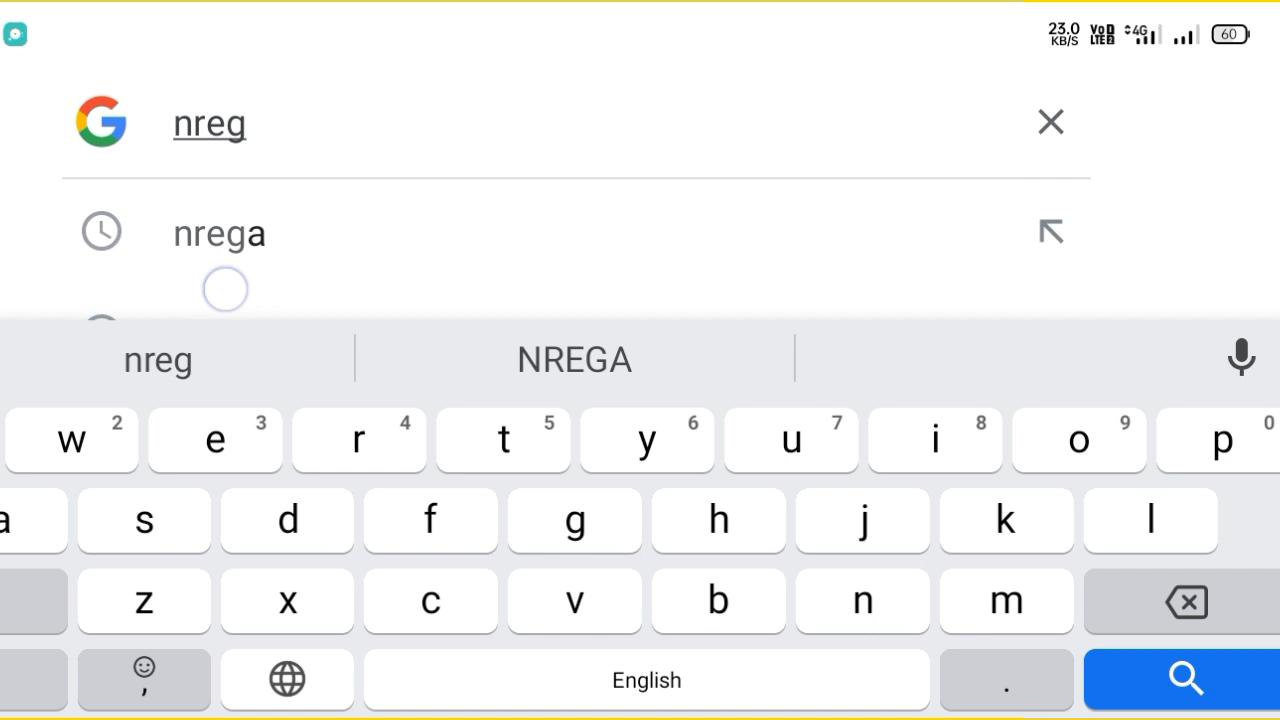 23.0 KB/S VoD LTE2 4G 60
nreg
nrega
nreg NREGA
w 2 e 3 r 4 t 5 y 6 u 7 i 8 o 9 p 0
a s d f g h j k l
z x c v b n m
, English .